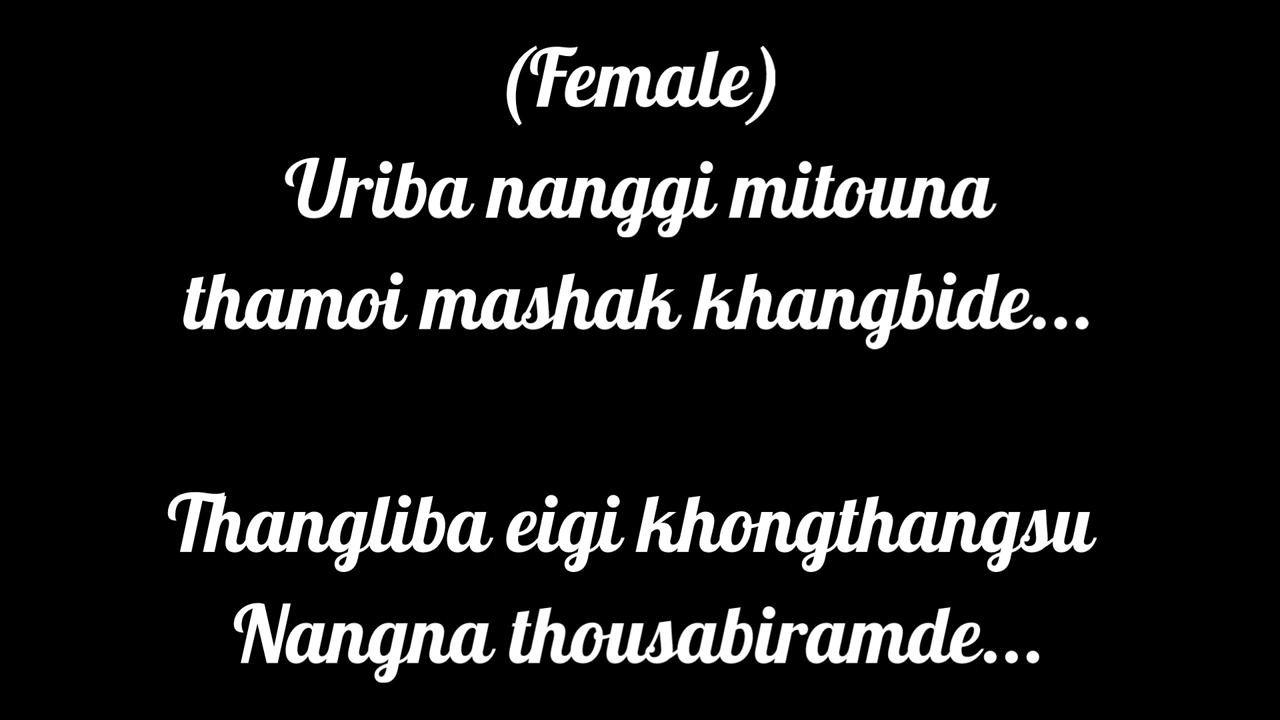 (Female)
Uriba nanggi mitouna
thamoi mashak khangbide...
Thangliba eigi khongthangsu
Nangna thousabiramde...